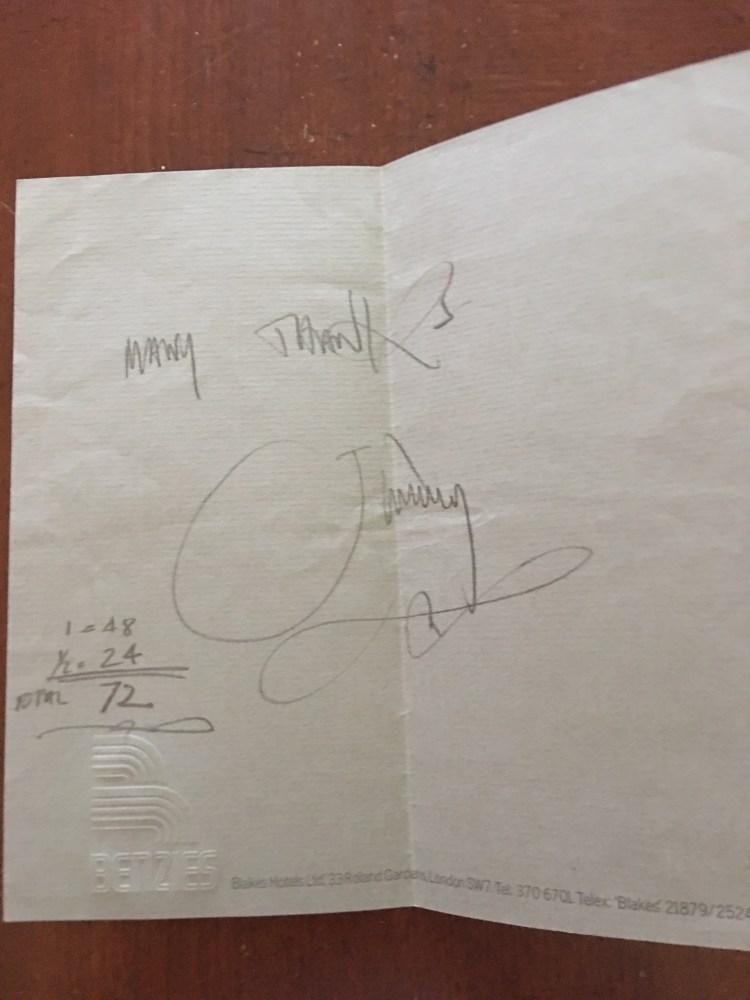 MANY THANKS
Jimmy
1 = 48
1/2 = 24
TOTAL 72
BENZIES
Blakes Hotels Ltd. 33 Roland Gardens, London SW7. Tel: 370 6701. Telex: 'Blakes' 21879/2524